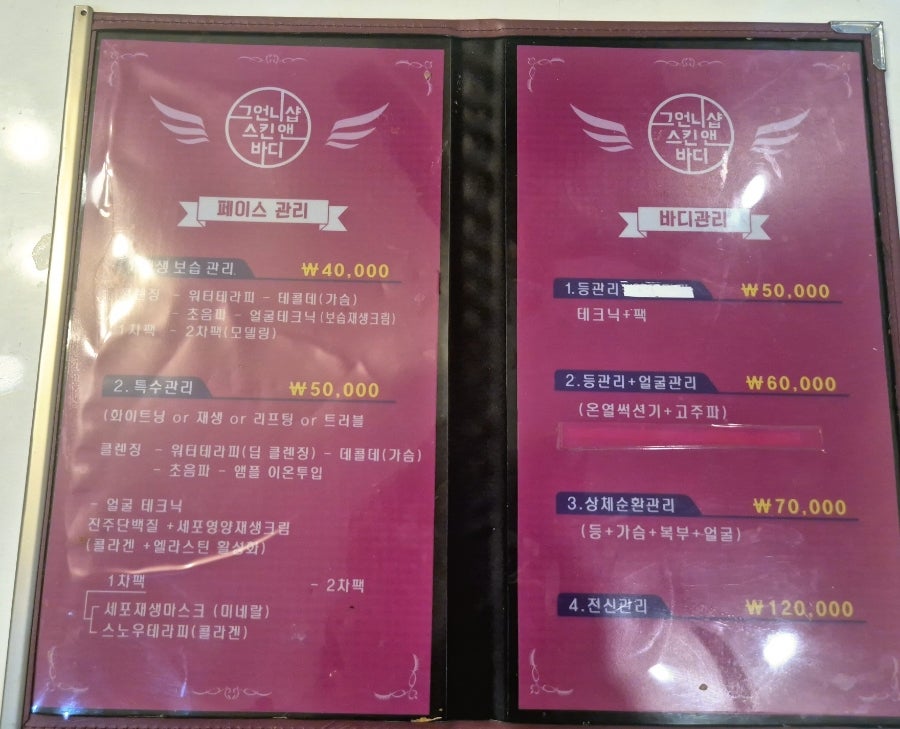 그언니샵
스킨앤
바디
페이스 관리
보습 관리 ₩40,000
- 워터테라피 - 데콜테(가슴)
- 초음파 - 얼굴테크닉(보습재생크림)
1차팩 - 2차팩(모델링)
2.특수관리 ₩50,000
(화이트닝 or 재생 or 리프팅 or 트러블
클렌징 - 워터테라피(딥 클렌징) - 데콜테(가슴)
- 초음파 - 앰플 이온투입
- 얼굴 테크닉
진주단백질 +세포영양재생크림
(콜라겐 +엘라스틴 활성화)
1차팩 - 2차팩
세포재생마스크 (미네랄)
스노우테라피(콜라겐)
그언니샵
스킨앤
바디
바디관리
1.등관리 ₩50,000
테크닉+팩
2.등관리+얼굴관리 ₩60,000
(온열썩션기+고주파)
3.상체순환관리 ₩70,000
(등+가슴+복부+얼굴)
4.전신관리 ₩120,000